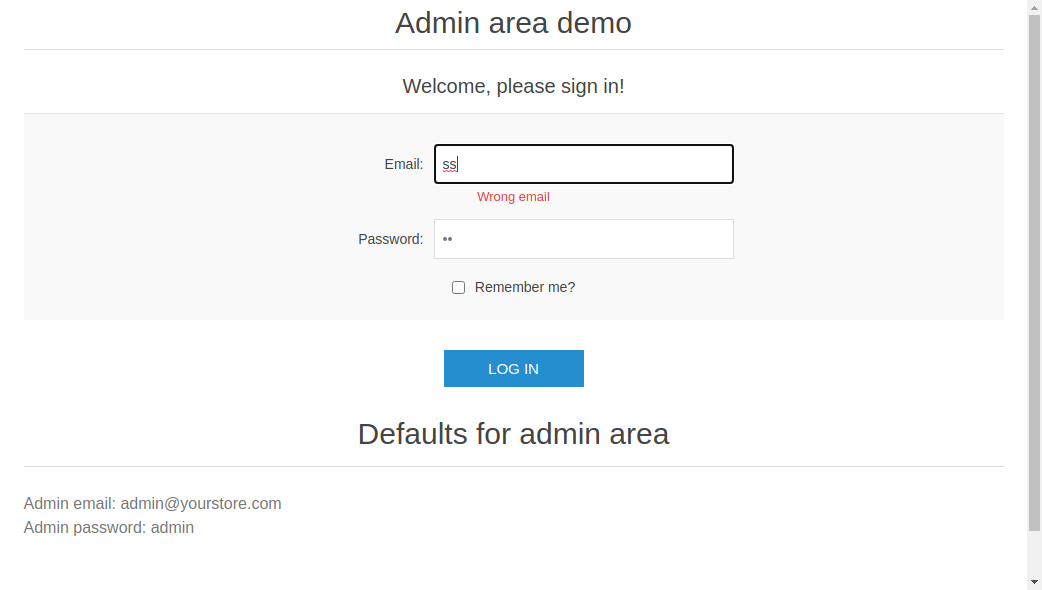 Admin area demo
Welcome, please sign in!
Email: ss
Wrong email
Password: ••
Remember me?
LOG IN
Defaults for admin area
Admin email: admin@yourstore.com
Admin password: admin